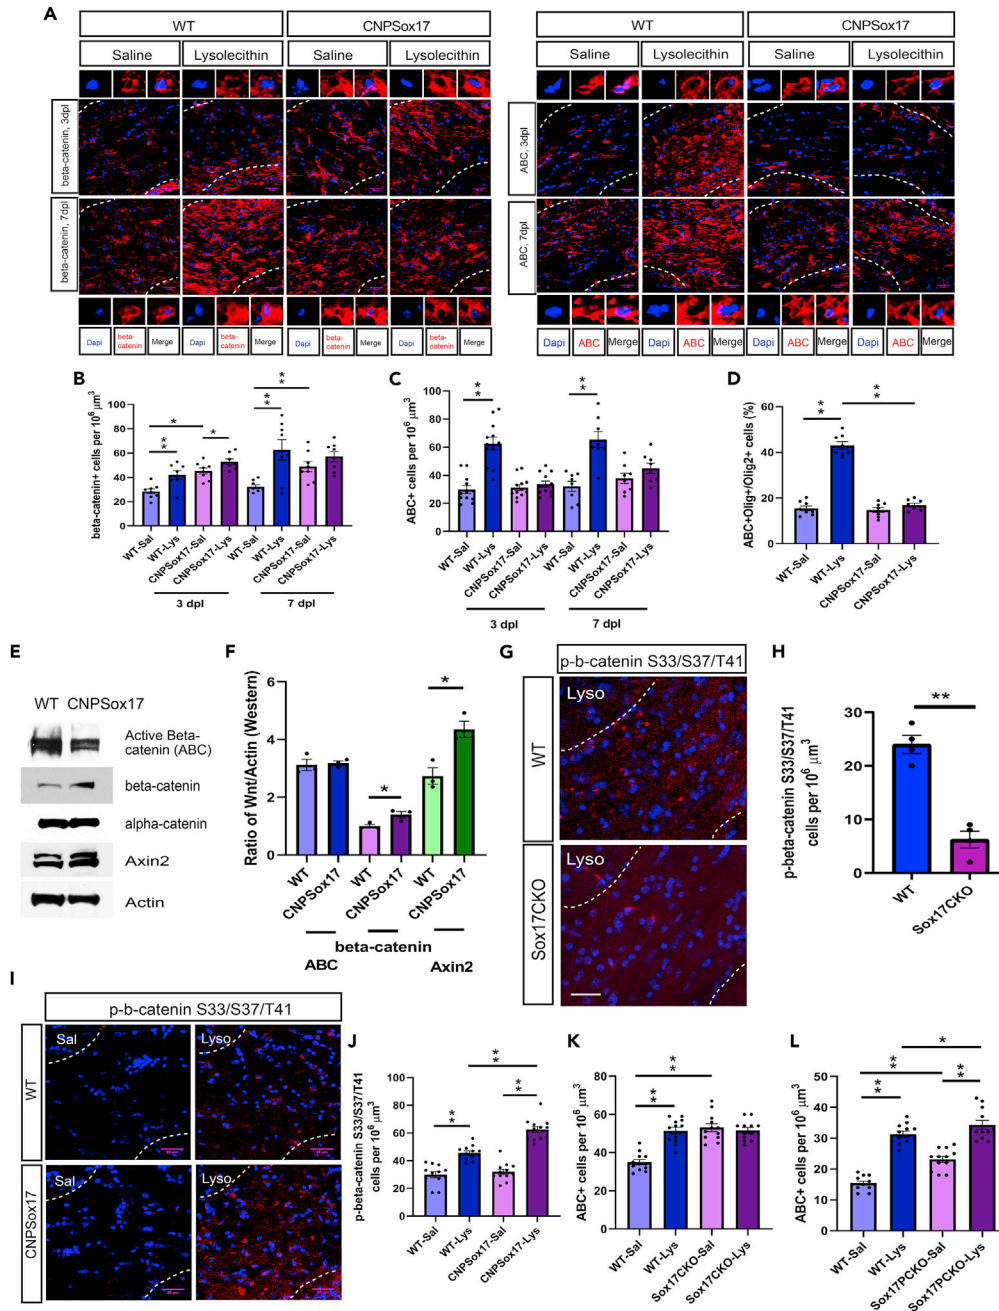 A
WT
CNPSox17
WT
CNPSox17
Saline
Lysolecithin
Saline
Lysolecithin
Saline
Lysolecithin
Saline
Lysolecithin
beta-catenin, 3dpl
beta-catenin, 7dpl
ABC, 3dpl
ABC, 7dpl
Dapi
beta-catenin
Merge
Dapi
beta-catenin
Merge
Dapi
beta-catenin
Merge
Dapi
beta-catenin
Merge
Dapi
ABC
Merge
Dapi
ABC
Merge
Dapi
ABC
Merge
Dapi
ABC
Merge
B
beta-catenin+ cells per 10⁶ µm³
100
80
60
40
20
0
**
*
*
**
**
WT-Sal
WT-Lys
CNPSox17-Sal
CNPSox17-Lys
WT-Sal
WT-Lys
CNPSox17-Sal
CNPSox17-Lys
3 dpl
7 dpl
C
ABC+ cells per 10⁶ µm³
100
80
60
40
20
0
**
**
WT-Sal
WT-Lys
CNPSox17-Sal
CNPSox17-Lys
WT-Sal
WT-Lys
CNPSox17-Sal
CNPSox17-Lys
3 dpl
7 dpl
D
ABC+Olig+/Olig2+ cells (%)
60
40
20
0
**
**
WT-Sal
WT-Lys
CNPSox17-Sal
CNPSox17-Lys
E
WT CNPSox17
Active Beta-
catenin (ABC)
beta-catenin
alpha-catenin
Axin2
Actin
F
Ratio of Wnt/Actin (Western)
6
4
2
0
*
*
WT
CNPSox17
WT
CNPSox17
WT
CNPSox17
ABC
beta-catenin
Axin2
G
p-b-catenin S33/S37/T41
WT
Lyso
Sox17CKO
Lyso
H
p-beta-catenin S33/S37/T41
cells per 10⁶ µm³
30
20
10
0
**
WT
Sox17CKO
I
p-b-catenin S33/S37/T41
WT
Sal
Lyso
CNPSox17
Sal
Lyso
J
p-beta-catenin S33/S37/T41
cells per 10⁶ µm³
100
80
60
40
20
0
**
**
**
WT-Sal
WT-Lys
CNPSox17-Sal
CNPSox17-Lys
K
ABC+ cells per 10⁶ µm³
80
60
40
20
0
**
**
WT-Sal
WT-Lys
Sox17CKO-Sal
Sox17CKO-Lys
L
ABC+ cells per 10⁶ µm³
50
40
30
20
10
0
**
**
**
*
WT-Sal
WT-Lys
Sox17PCKO-Sal
Sox17PCKO-Lys